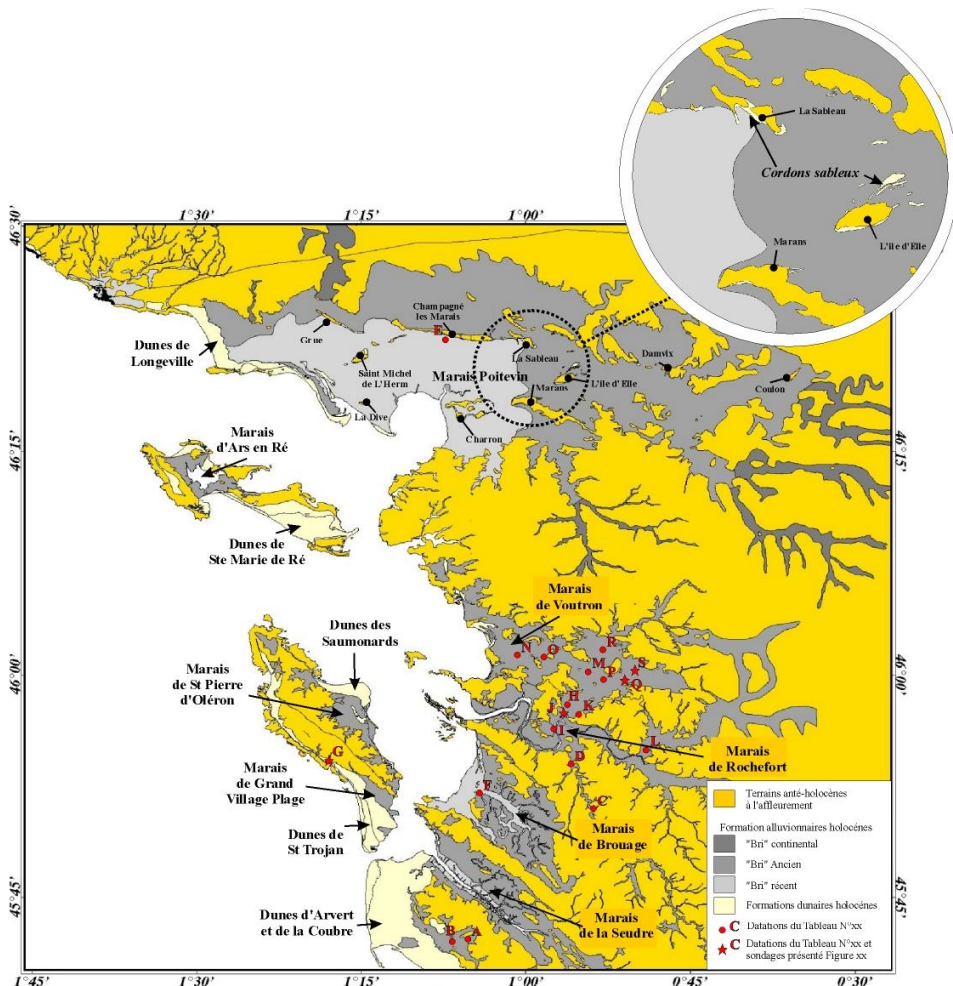 La Sableau
Cordons sableux
L'île d'Elle
Marans
1°30'
1°15'
1°00'
46°30'
Champagné
les Marais
E
Grue
Dunes de
Longeville
La Sableau
Damvix
Saint Michel
de L'Herm
Marais Poitevin
L'île d'Elle
Coulon
La Dive
Marans
Charron
46°15'
Marais
d'Ars en Ré
Dunes de
Ste Marie de Ré
Marais
de Voutron
Dunes des
Saumonards
N
O
R
M
P
S
Q
46°00'
46°00'
Marais
de St Pierre
d'Oléron
H
J
K
I
L
G
D
Marais
de Rochefort
Marais
de Grand
Village Plage
F
C
Dunes de
St Trojan
Marais
de Brouage
Terrains anté-holocènes
à l'affleurement
Formation alluvionnaires holocènes
"Bri" continental
"Bri" Ancien
"Bri" récent
Formations dunaires holocènes
C Datations du Tableau N°xx
C Datations du Tableau N°xx et
sondages présenté Figure xx
45°45'
45°45'
Dunes d'Arvert
et de la Coubre
Marais
de la Seudre
B
A
1°45'
1°30'
1°15'
1°00'
0°45'
0°30'